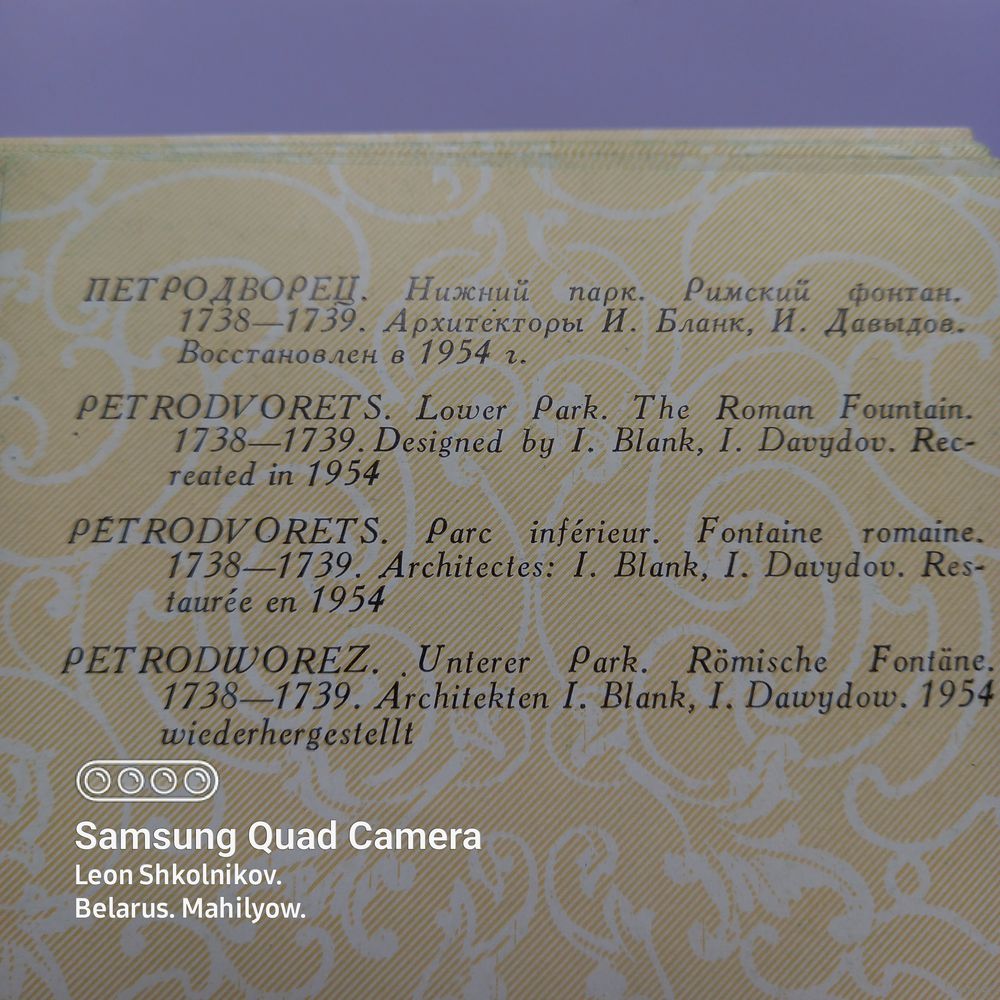 ПЕТРОДВОРЕЦ. Нижний парк. Римский фонтан.
1738—1739. Архитекторы И. Бланк, И. Давыдов.
Восстановлен в 1954 г.
PETRODVORETS. Lower Park. The Roman Fountain.
1738—1739. Designed by I. Blank, I. Davydov. Rec-
reated in 1954
PÉTRODVORETS. Parc inférieur. Fontaine romaine.
1738—1739. Architectes: I. Blank, I. Davydov. Res-
taurée en 1954
PETRODWOREZ. Unterer Park. Römische Fontäne.
1738—1739. Architekten I. Blank, I. Dawydow. 1954
wiederhergestellt
Samsung Quad Camera
Leon Shkolnikov.
Belarus. Mahilyow.